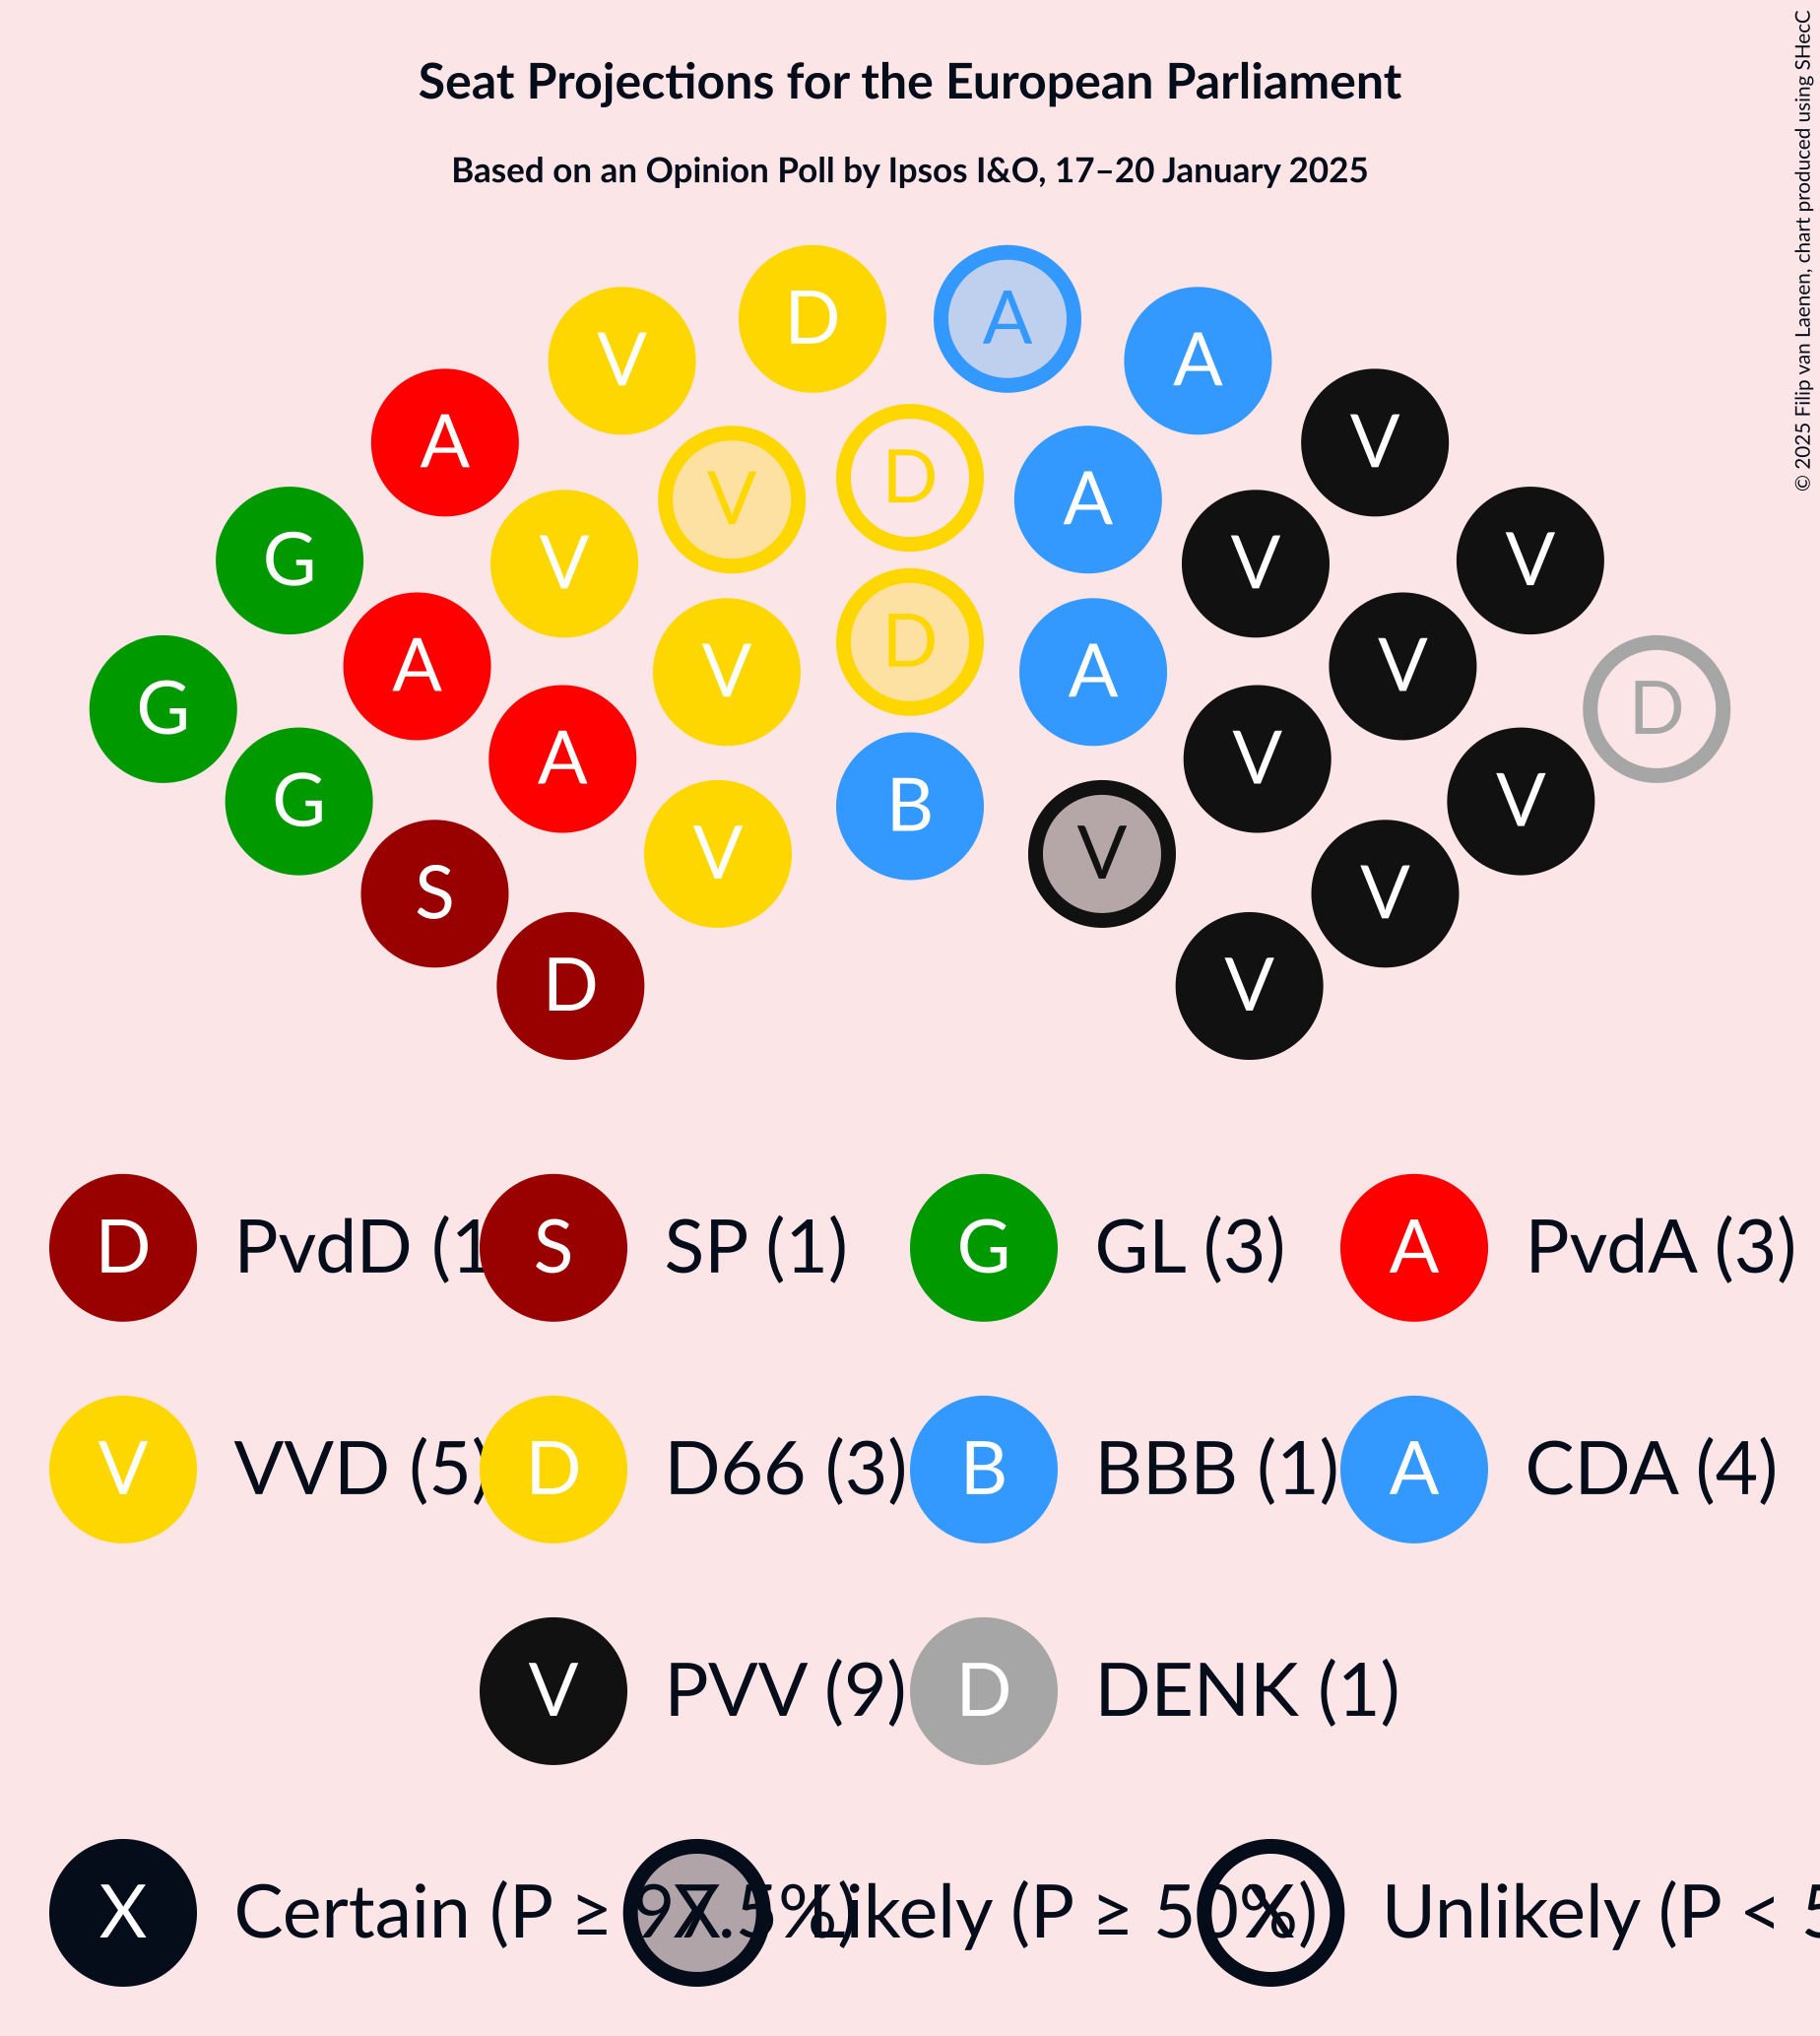 Seat Projections for the European Parliament
Based on an Opinion Poll by Ipsos I&O, 17–20 January 2025
© 2025 Filip van Laenen, chart produced using SHecC
D A
V A
A V
D
V A
G V V V
V D
A V
V A
G D
A V
B
G V
V V
S V
D V
D PvdD (1 S SP (1) G GL (3) A PvdA (3)
V VVD (5) D D66 (3) B BBB (1) A CDA (4)
V PVV (9) D DENK (1)
X Certain (P ≥ 97.5%) X Likely (P ≥ 50%) X Unlikely (P < 5